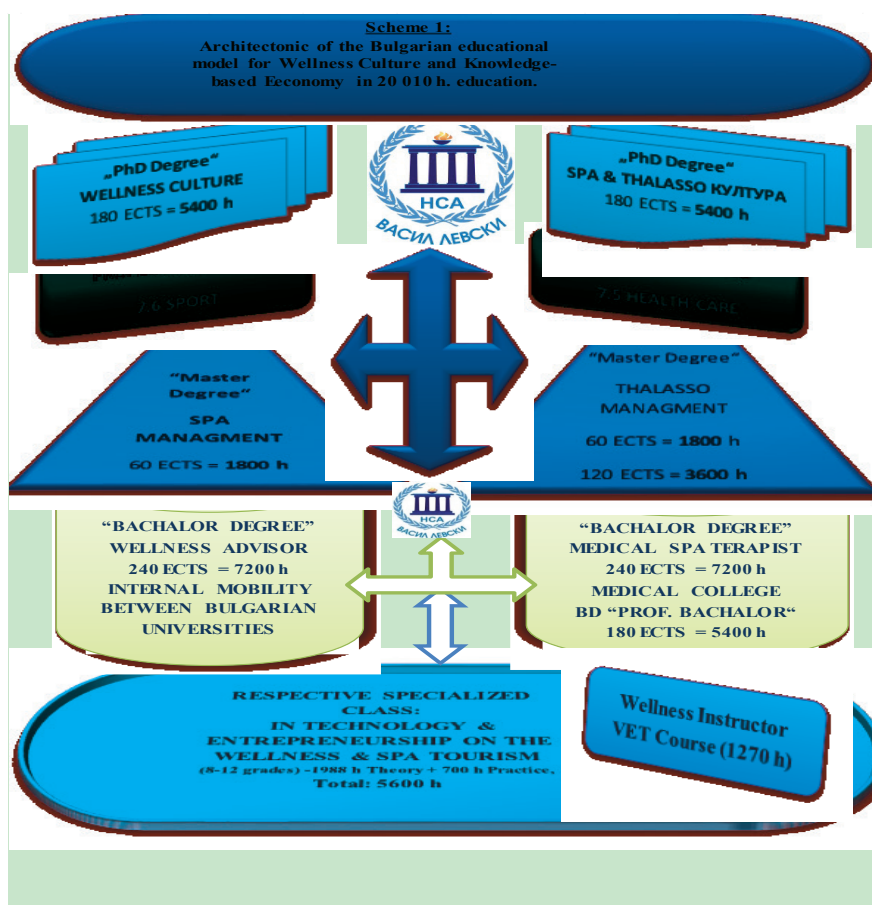 Scheme 1:
Architectonic of the Bulgarian educational
model for Wellness Culture and Knowledge-
based Eeconomy in 20 010 h. education.
„PhD Degree“
WELLNESS CULTURE
180 ECTS = 5400 h
НСА
ВАСИЛ ЛЕВСКИ
„PhD Degree“
SPA & THALASSO КУЛТУРА
180 ECTS = 5400 h
7.6 SPORT
7.5 HEALTH CARE
“Master
Degree“
SPA
MANAGMENT
60 ECTS = 1800 h
“Master Degree”
THALASSO
MANAGMENT
60 ECTS = 1800 h
120 ECTS = 3600 h
НСА
ВАСИЛ ЛЕВСКИ
“BACHALOR DEGREE”
WELLNESS ADVISOR
240 ECTS = 7200 h
INTERNAL MOBILITY
BETWEEN BULGARIAN
UNIVERSITIES
“BACHALOR DEGREE”
MEDICAL SPA TERAPIST
240 ECTS = 7200 h
MEDICAL COLLEGE
BD “PROF. BACHALOR“
180 ECTS = 5400 h
RESPECTIVE SPECIALIZED
CLASS:
IN TECHNOLOGY &
ENTREPRENEURSHIP ON THE
WELLNESS & SPA TOURISM
(8-12 grades) -1988 h Theory + 700 h Practice,
Total: 5600 h
Wellness Instructor
VET Course (1270 h)